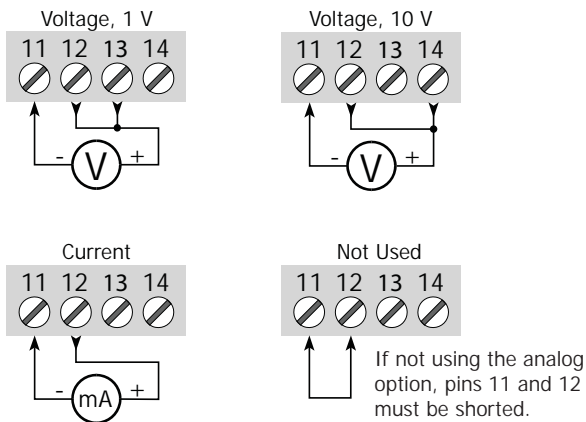 Voltage, 1 V
11 12 13 14
- V +
Voltage, 10 V
11 12 13 14
- V +
Current
11 12 13 14
- mA +
Not Used
11 12 13 14
If not using the analog
option, pins 11 and 12
must be shorted.